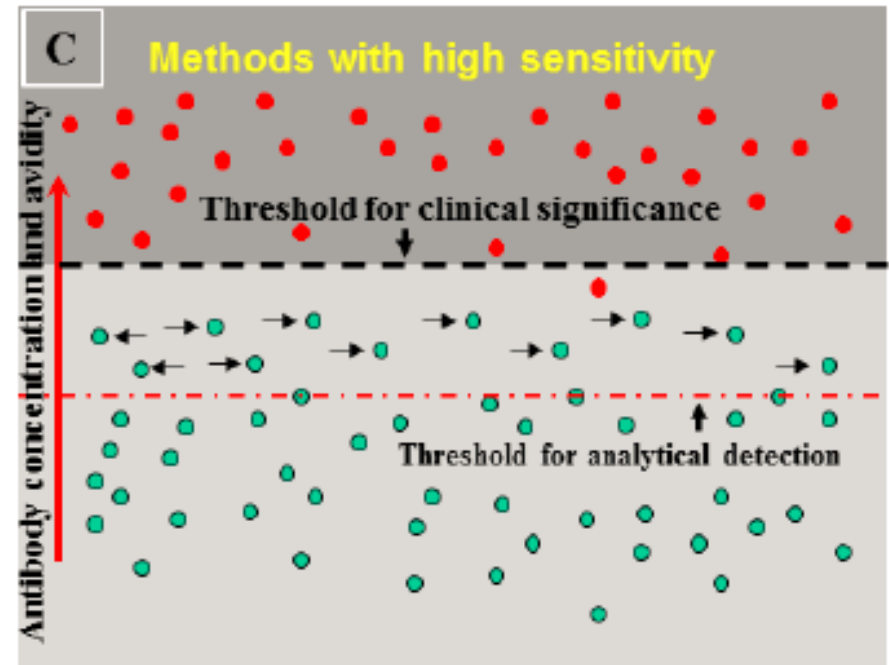 C
Methods with high sensitivity
Antibody concentration and avidity
Threshold for clinical significance
Threshold for analytical detection